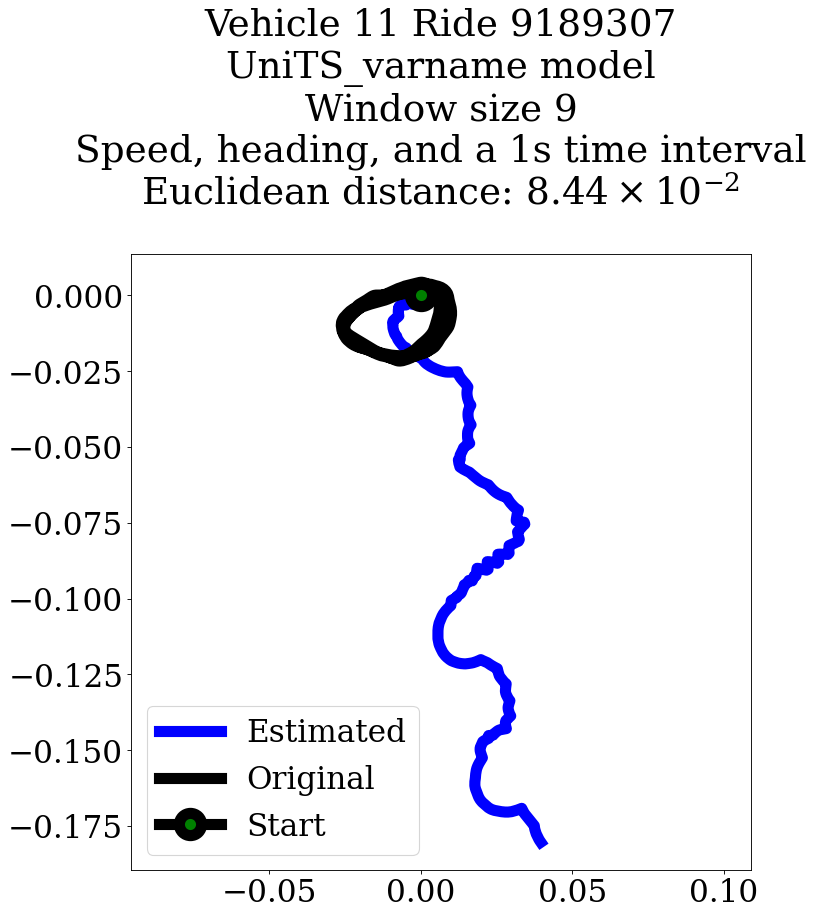 Vehicle 11 Ride 9189307
UniTS_varname model
Window size 9
Speed, heading, and a 1s time interval
Euclidean distance: 8.44 × 10⁻²
0.000
−0.025
−0.050
−0.075
−0.100
−0.125
−0.150
−0.175
Estimated
Original
Start
−0.05 0.00 0.05 0.10